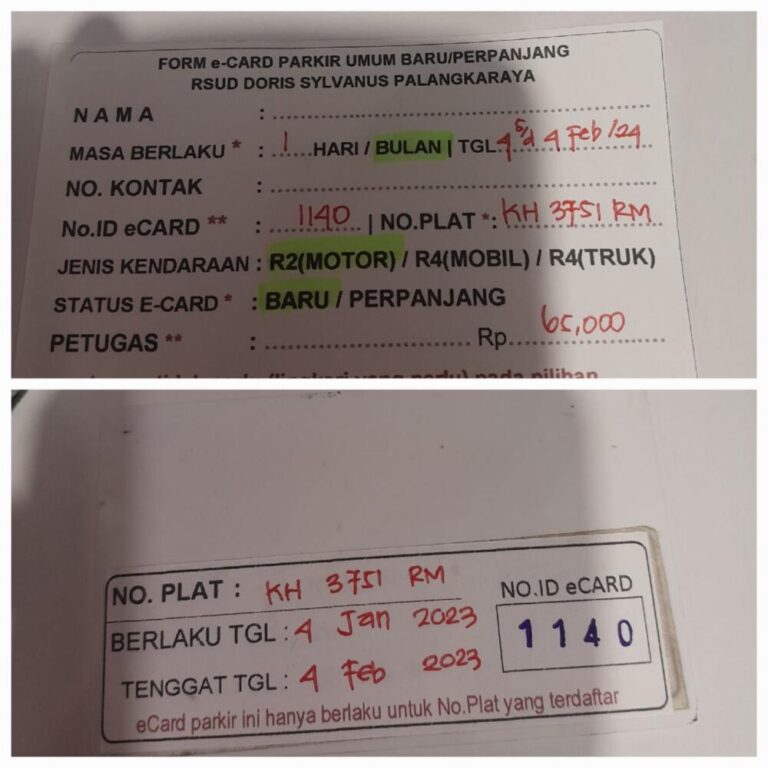 FORM e-CARD PARKIR UMUM BARU/PERPANJANG
RSUD DORIS SYLVANUS PALANGKARAYA
NAMA :
MASA BERLAKU * : 1 HARI / BULAN | TGL. 4 s/d 4 Feb/24
NO. KONTAK :
No.ID eCARD ** : 1140 | NO.PLAT *: KH 3751 RM
JENIS KENDARAAN : R2(MOTOR) / R4(MOBIL) / R4(TRUK)
STATUS E-CARD * : BARU / PERPANJANG
PETUGAS ** : Rp. 65,000
pada pilihan
NO. PLAT : KH 3751 RM
BERLAKU TGL : 4 Jan 2023
TENGGAT TGL : 4 Feb 2023
NO.ID eCARD
1140
eCard parkir ini hanya berlaku untuk No.Plat yang terdaftar